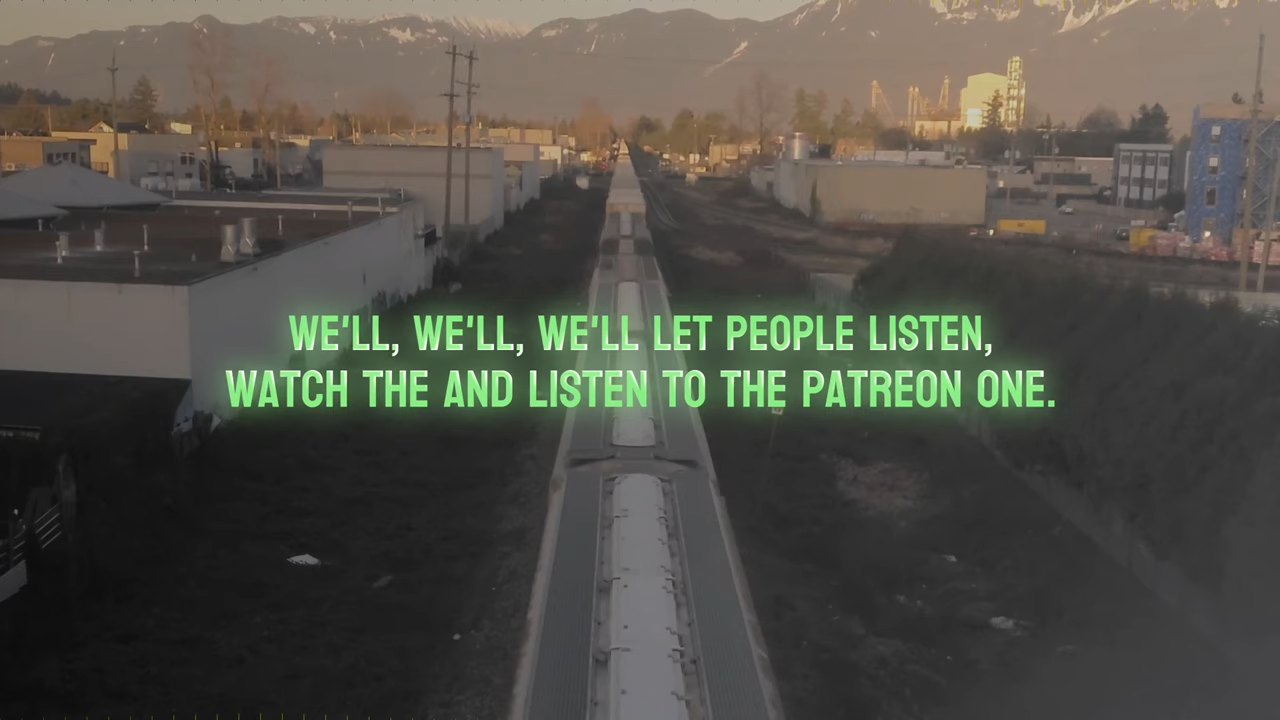 WE'LL, WE'LL, WE'LL LET PEOPLE LISTEN,
WATCH THE AND LISTEN TO THE PATREON ONE.